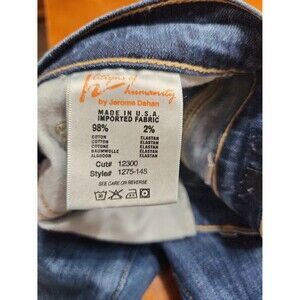 Citizens of
humanity
by Jerome Dahan
MADE IN U.S.A.
IMPORTED FABRIC
98% 2%
COTON ELASTAN
COTTON ELASTAN
COTONE ELASTAN
BAUMWOLLE ELASTAN
ALGODON ELASTAN
Cut# 12300
Style# 1275-145
SEE CARE ON REVERSE